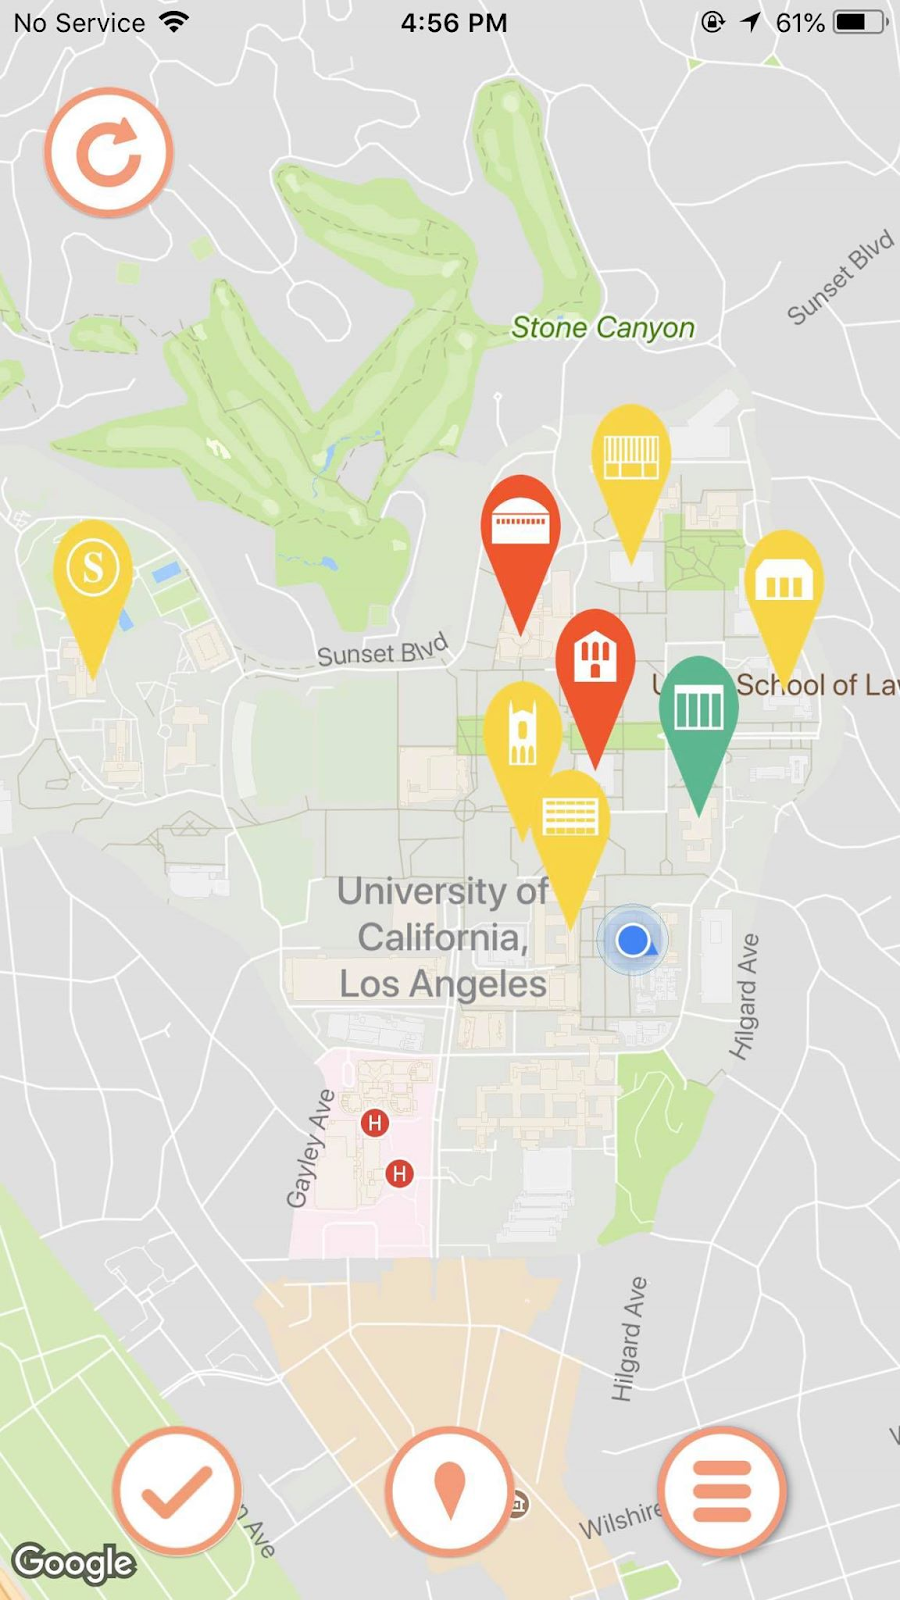 No Service
4:56 PM
61%
Sunset Blvd
Stone Canyon
S
Sunset Blvd
School of La
University of
California,
Los Angeles
Hilgard Ave
Gayley Ave
H
H
Hilgard Ave
Wilshire
Ave
Google